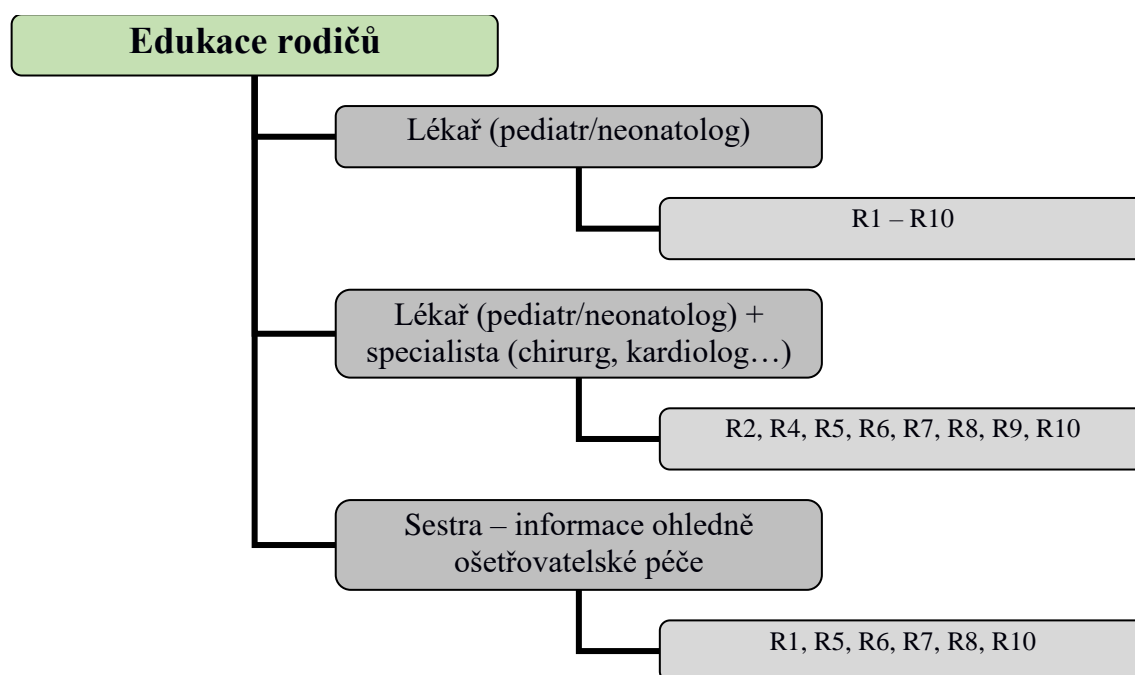 Edukace rodičů
Lékař (pediatr/neonatolog)
R1 – R10
Lékař (pediatr/neonatolog) +
specialista (chirurg, kardiolog…)
R2, R4, R5, R6, R7, R8, R9, R10
Sestra – informace ohledně
ošetřovatelské péče
R1, R5, R6, R7, R8, R10